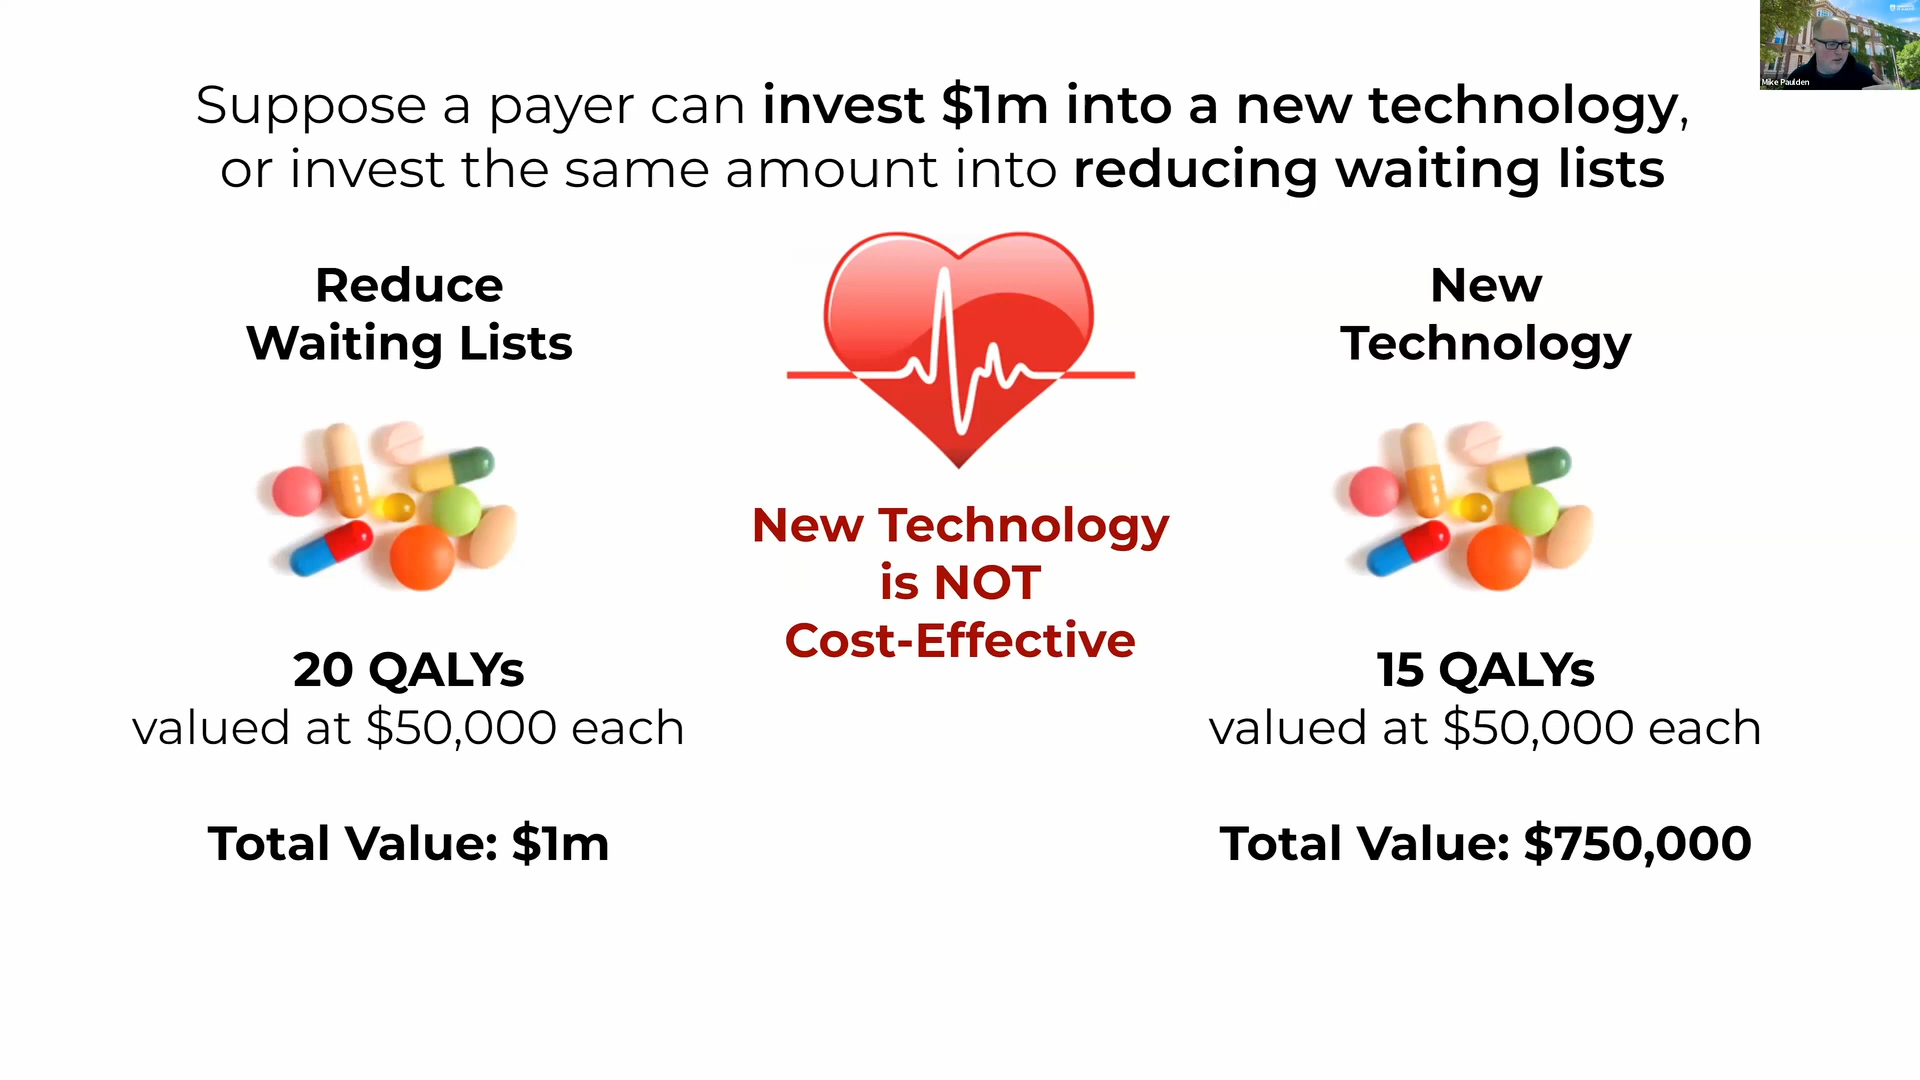 Suppose a payer can invest $1m into a new technology,
or invest the same amount into reducing waiting lists
Reduce
Waiting Lists
20 QALYs
valued at $50,000 each
Total Value: $1m
New Technology
is NOT
Cost-Effective
New
Technology
15 QALYs
valued at $50,000 each
Total Value: $750,000
Mike Paulden